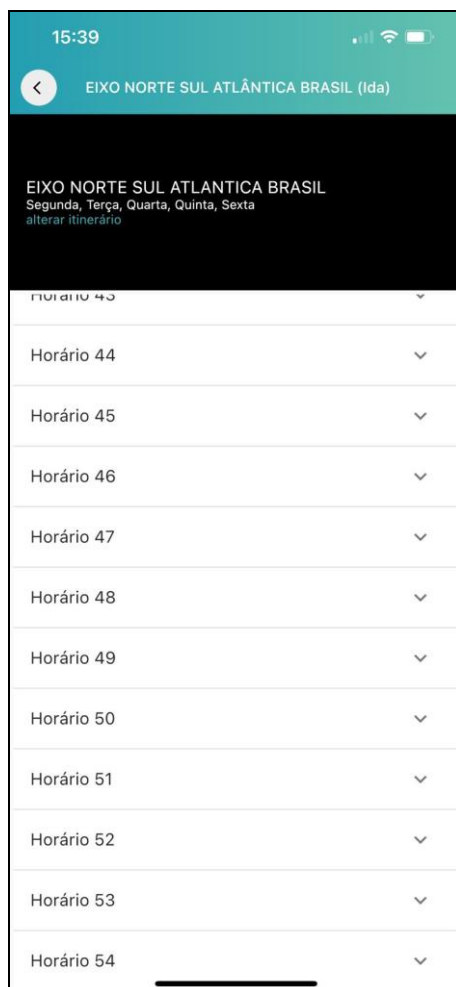 15:39
EIXO NORTE SUL ATLÂNTICA BRASIL (Ida)
EIXO NORTE SUL ATLANTICA BRASIL
Segunda, Terça, Quarta, Quinta, Sexta
alterar itinerário
Horário 43
Horário 44
Horário 45
Horário 46
Horário 47
Horário 48
Horário 49
Horário 50
Horário 51
Horário 52
Horário 53
Horário 54